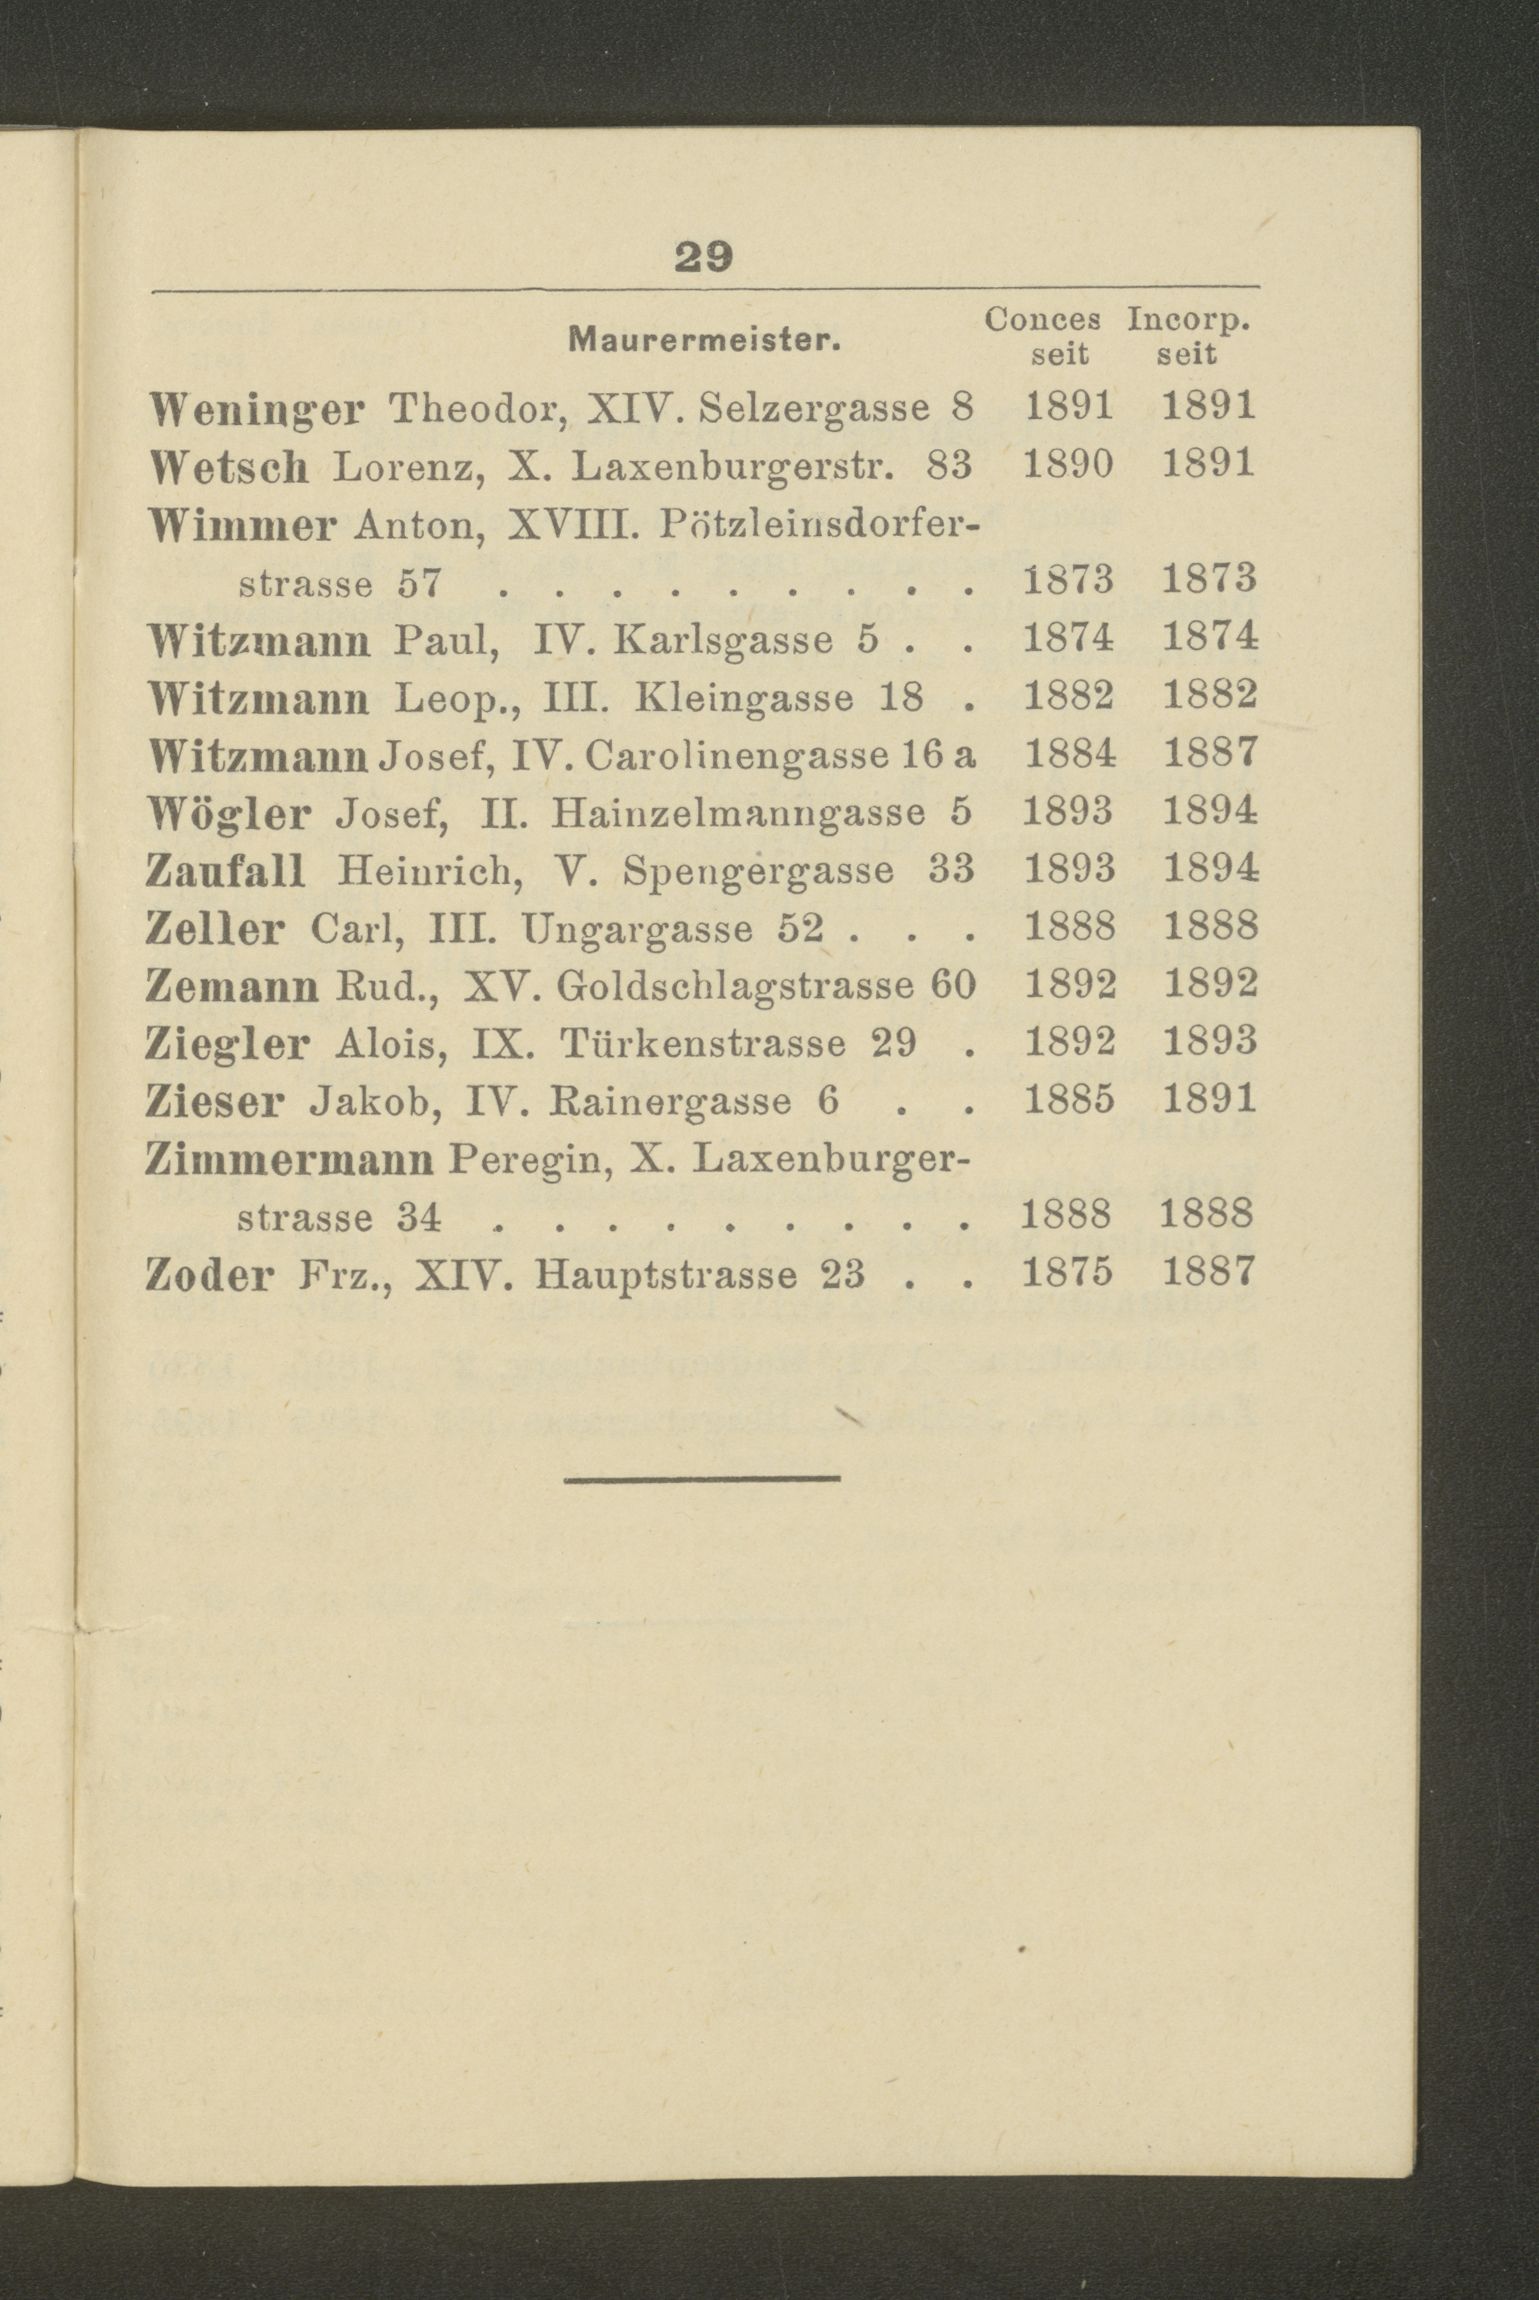 29
Maurermeister. Conces Incorp.
seit seit
Weninger Theodor, XIV. Selzergasse 8 1891 1891
Wetsch Lorenz, X. Laxenburgerstr. 83 1890 1891
Wimmer Anton, XVIII. Pötzleinsdorfer-
strasse 57 . . . . . . . . . 1873 1873
Witzmann Paul, IV. Karlsgasse 5 . . 1874 1874
Witzmann Leop., III. Kleingasse 18 . 1882 1882
Witzmann Josef, IV. Carolinengasse 16 a 1884 1887
Wögler Josef, II. Hainzelmanngasse 5 1893 1894
Zaufall Heinrich, V. Spengergasse 33 1893 1894
Zeller Carl, III. Ungargasse 52 . . . 1888 1888
Zemann Rud., XV. Goldschlagstrasse 60 1892 1892
Ziegler Alois, IX. Türkenstrasse 29 . 1892 1893
Zieser Jakob, IV. Rainergasse 6 . . 1885 1891
Zimmermann Peregin, X. Laxenburger-
strasse 34 . . . . . . . . . 1888 1888
Zoder Frz., XIV. Hauptstrasse 23 . . 1875 1887